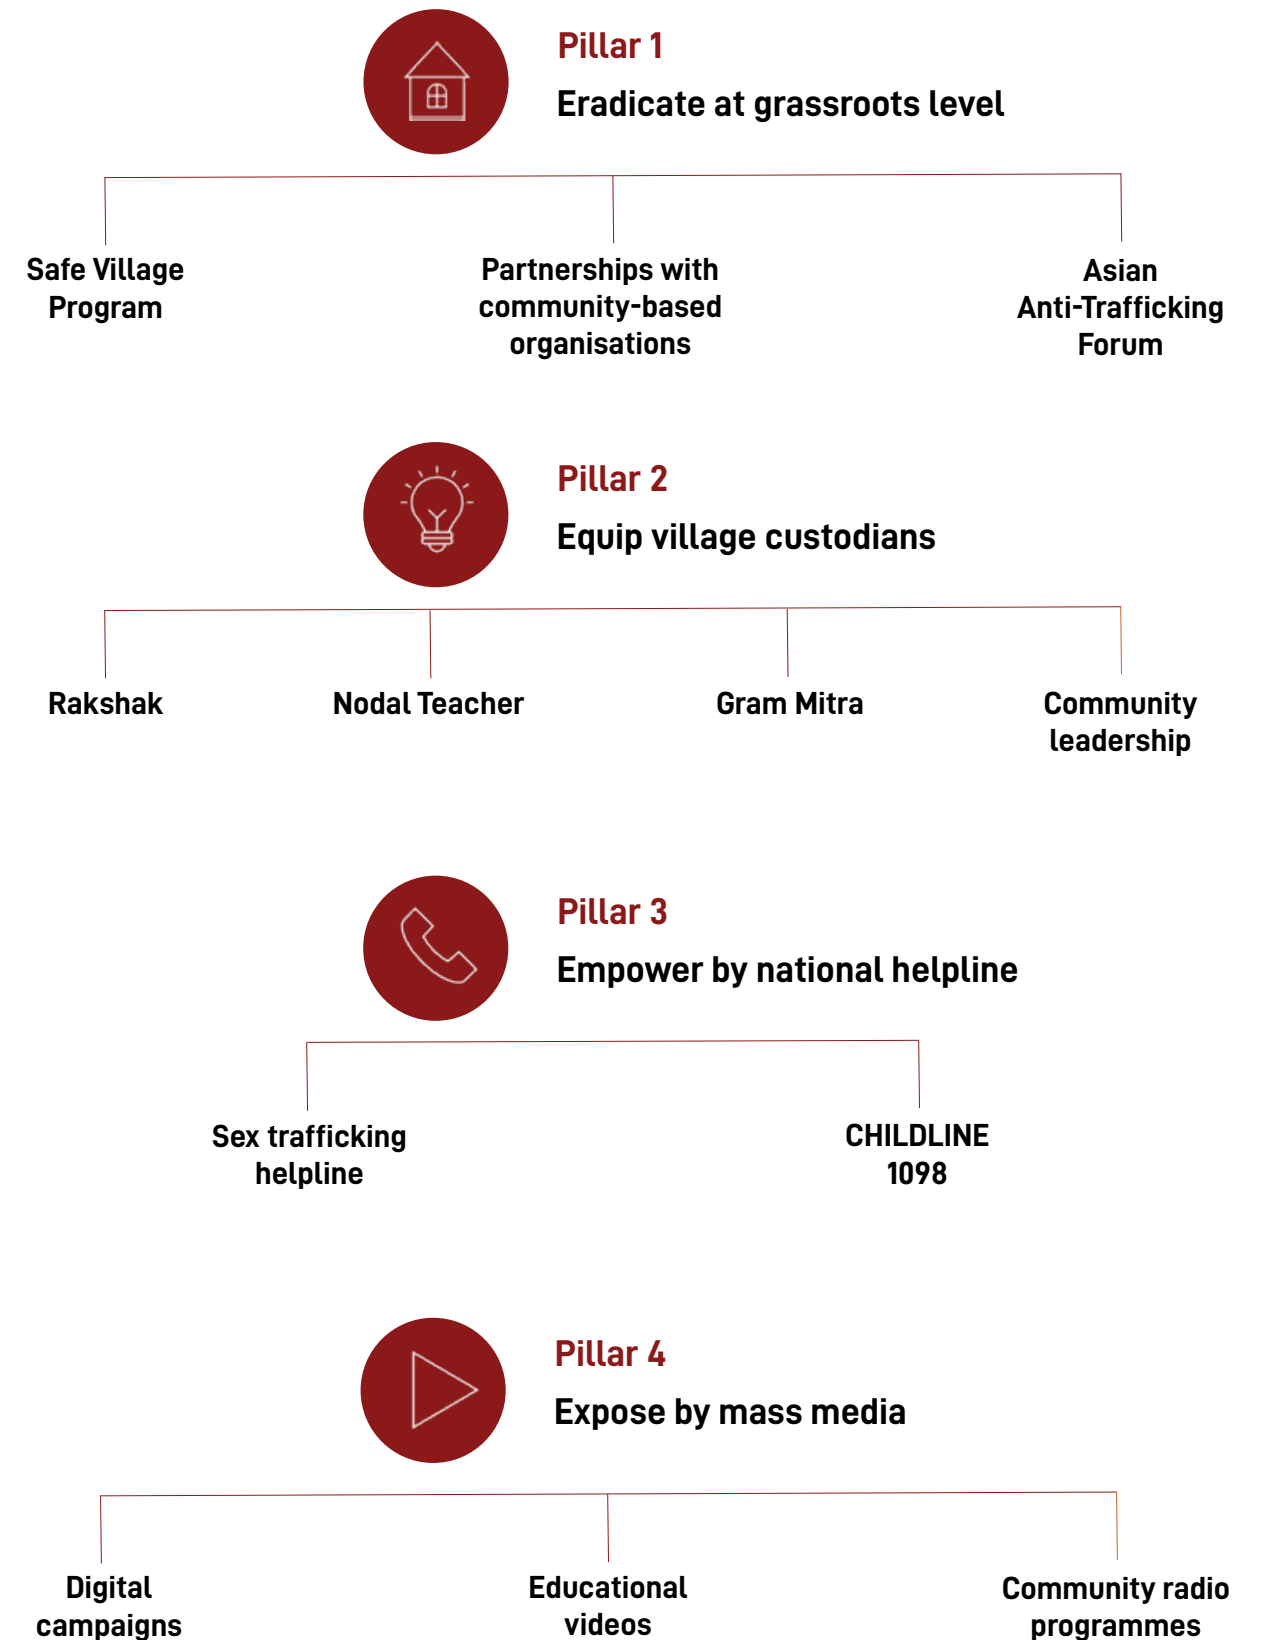 Pillar 1
Eradicate at grassroots level
Safe Village
Program
Partnerships with
community-based
organisations
Asian
Anti-Trafficking
Forum
Pillar 2
Equip village custodians
Rakshak
Nodal Teacher
Gram Mitra
Community
leadership
Pillar 3
Empower by national helpline
Sex trafficking
helpline
CHILDLINE
1098
Pillar 4
Expose by mass media
Digital
campaigns
Educational
videos
Community radio
programmes